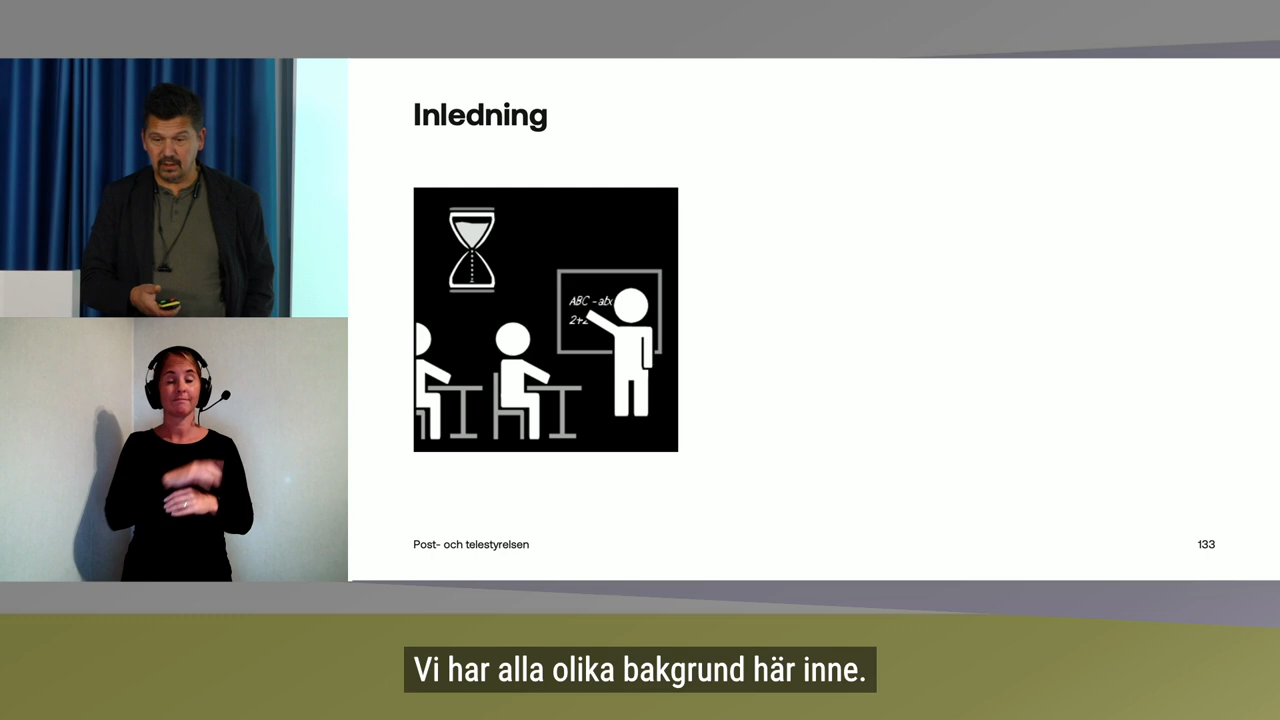 Inledning
ABC - abc
2+2
Post- och telestyrelsen
133
Vi har alla olika bakgrund här inne.